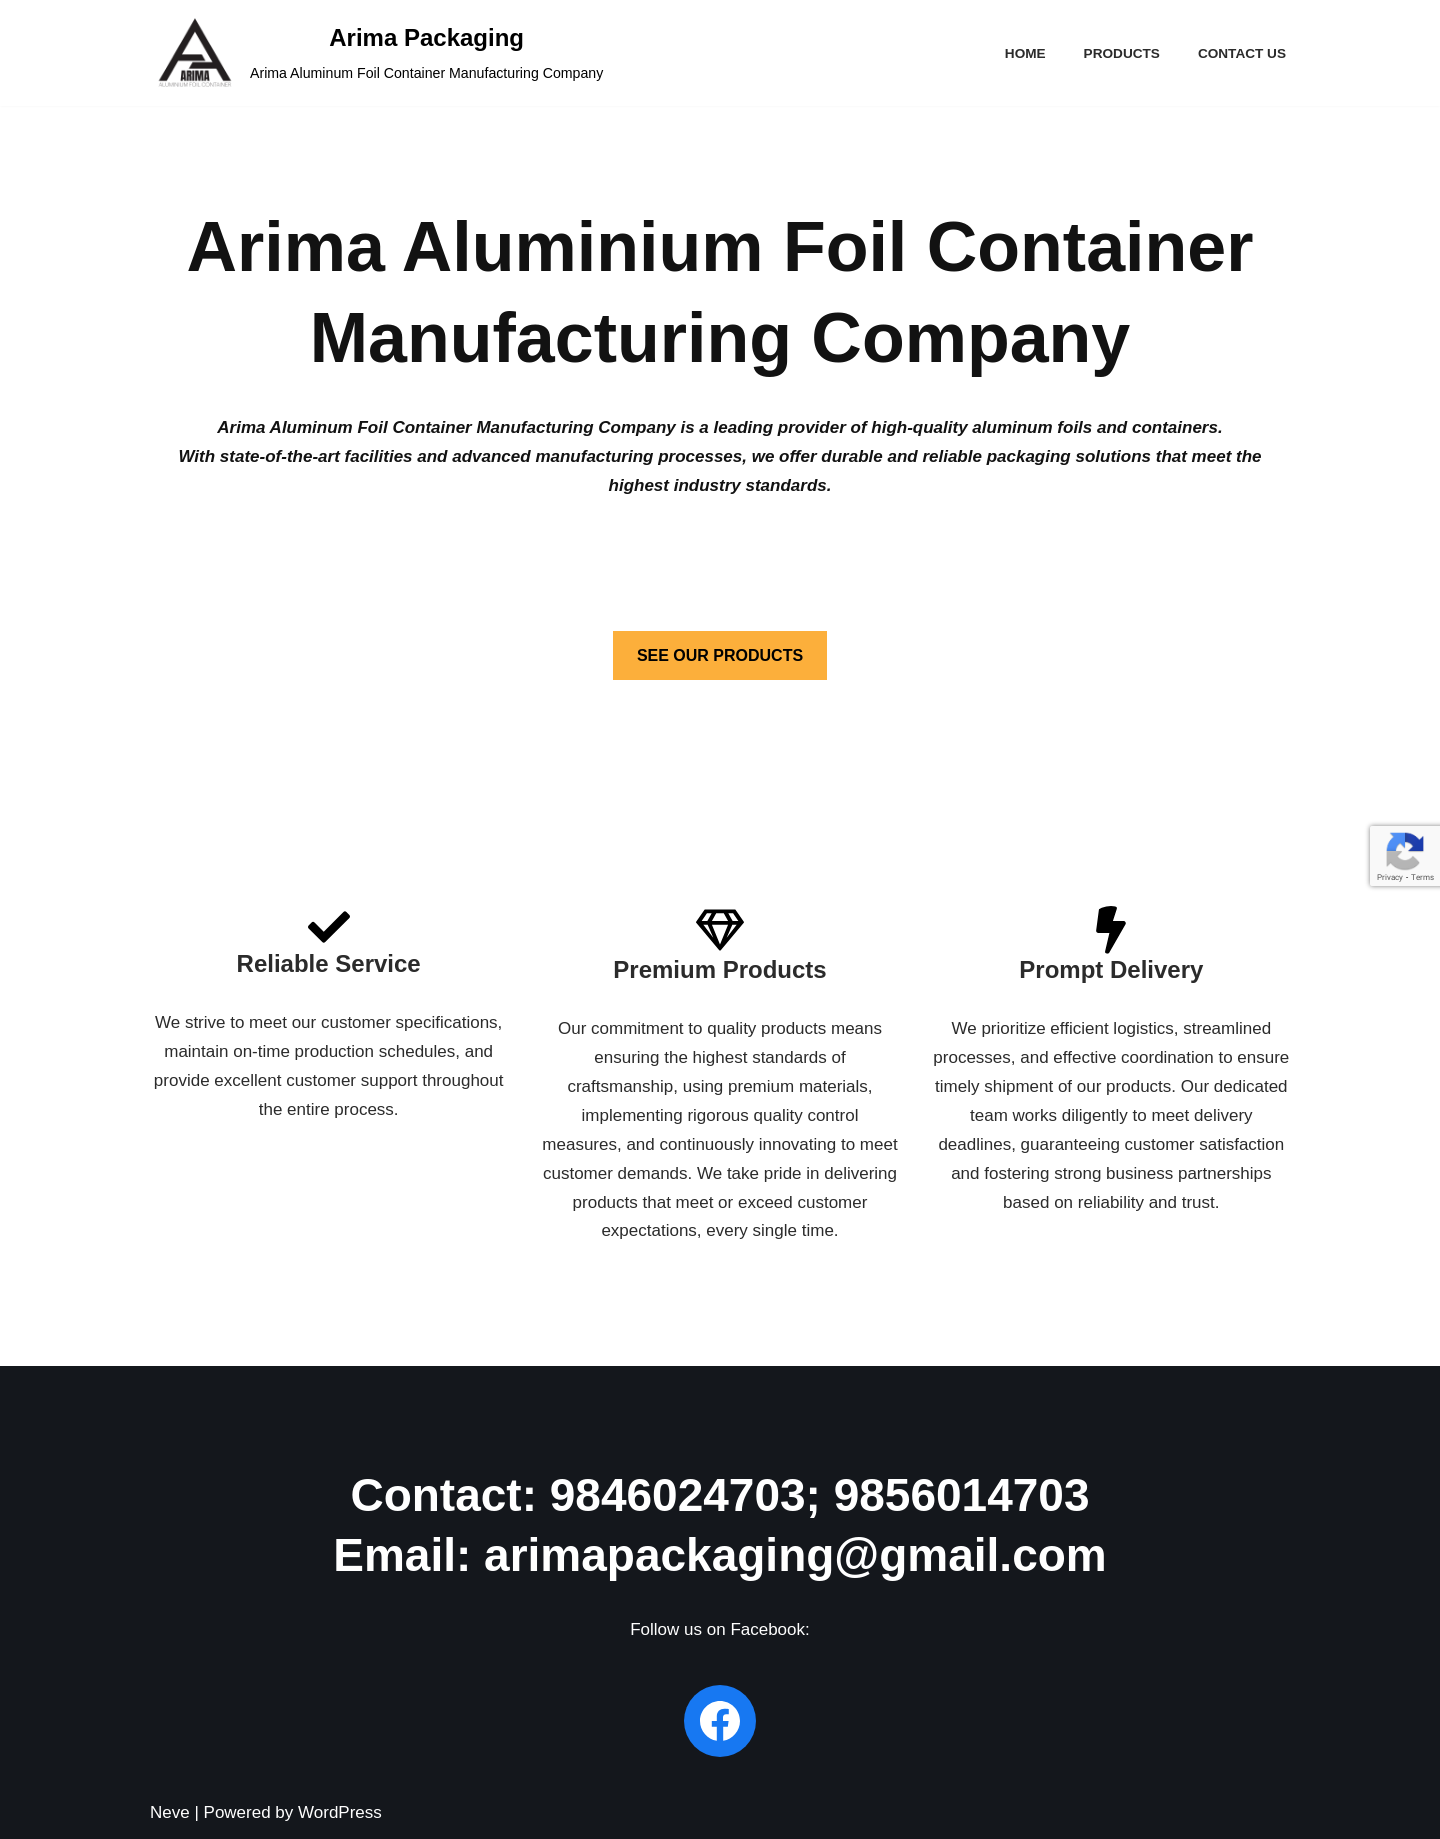 ARIMA
ALUMINIUM FOIL CONTAINER
Arima Packaging
Arima Aluminum Foil Container Manufacturing Company
HOME
PRODUCTS
CONTACT US
Arima Aluminium Foil Container
Manufacturing Company
Arima Aluminum Foil Container Manufacturing Company is a leading provider of high-quality aluminum foils and containers.
With state-of-the-art facilities and advanced manufacturing processes, we offer durable and reliable packaging solutions that meet the
highest industry standards.
SEE OUR PRODUCTS
Privacy - Terms
Reliable Service
We strive to meet our customer specifications,
maintain on-time production schedules, and
provide excellent customer support throughout
the entire process.
Premium Products
Our commitment to quality products means
ensuring the highest standards of
craftsmanship, using premium materials,
implementing rigorous quality control
measures, and continuously innovating to meet
customer demands. We take pride in delivering
products that meet or exceed customer
expectations, every single time.
Prompt Delivery
We prioritize efficient logistics, streamlined
processes, and effective coordination to ensure
timely shipment of our products. Our dedicated
team works diligently to meet delivery
deadlines, guaranteeing customer satisfaction
and fostering strong business partnerships
based on reliability and trust.
Contact: 9846024703; 9856014703
Email: arimapackaging@gmail.com
Follow us on Facebook:
Neve | Powered by WordPress